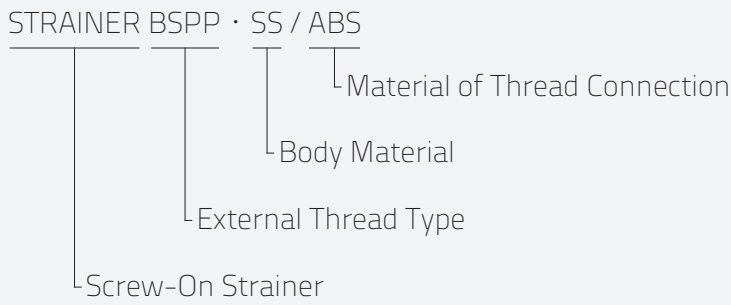 STRAINER BSPP · SS / ABS
Material of Thread Connection
Body Material
External Thread Type
Screw-On Strainer